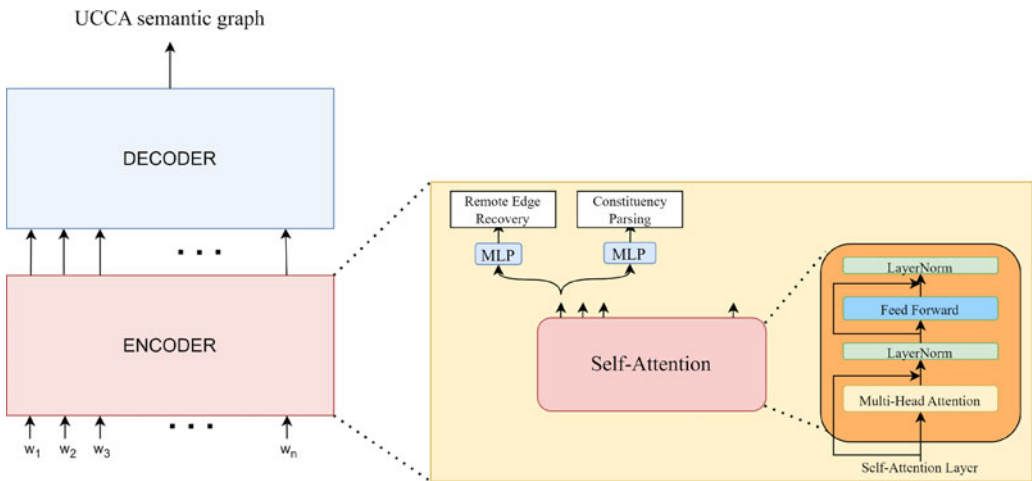 UCCA semantic graph
DECODER
. . .
ENCODER
. . .
w1 w2 w3 wn
Remote Edge
Recovery
Constituency
Parsing
MLP
MLP
Self-Attention
LayerNorm
Feed Forward
LayerNorm
Multi-Head Attention
Self-Attention Layer